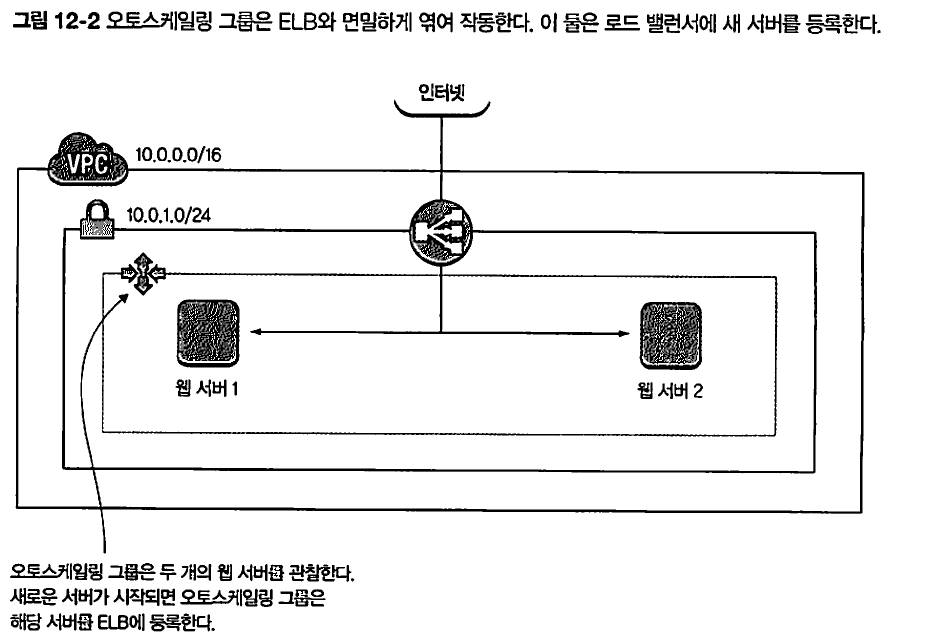 그림 12-2 오토스케일링 그룹은 ELB와 면밀하게 엮여 작동한다. 이 둘은 로드 밸런서에 새 서버를 등록한다.
인터넷
VPC 10.0.0.0/16
10.0.1.0/24
웹 서버 1
웹 서버 2
오토스케일링 그룹은 두 개의 웹 서버를 관찰한다.
새로운 서버가 시작되면 오토스케일링 그룹은
해당 서버를 ELB에 등록한다.